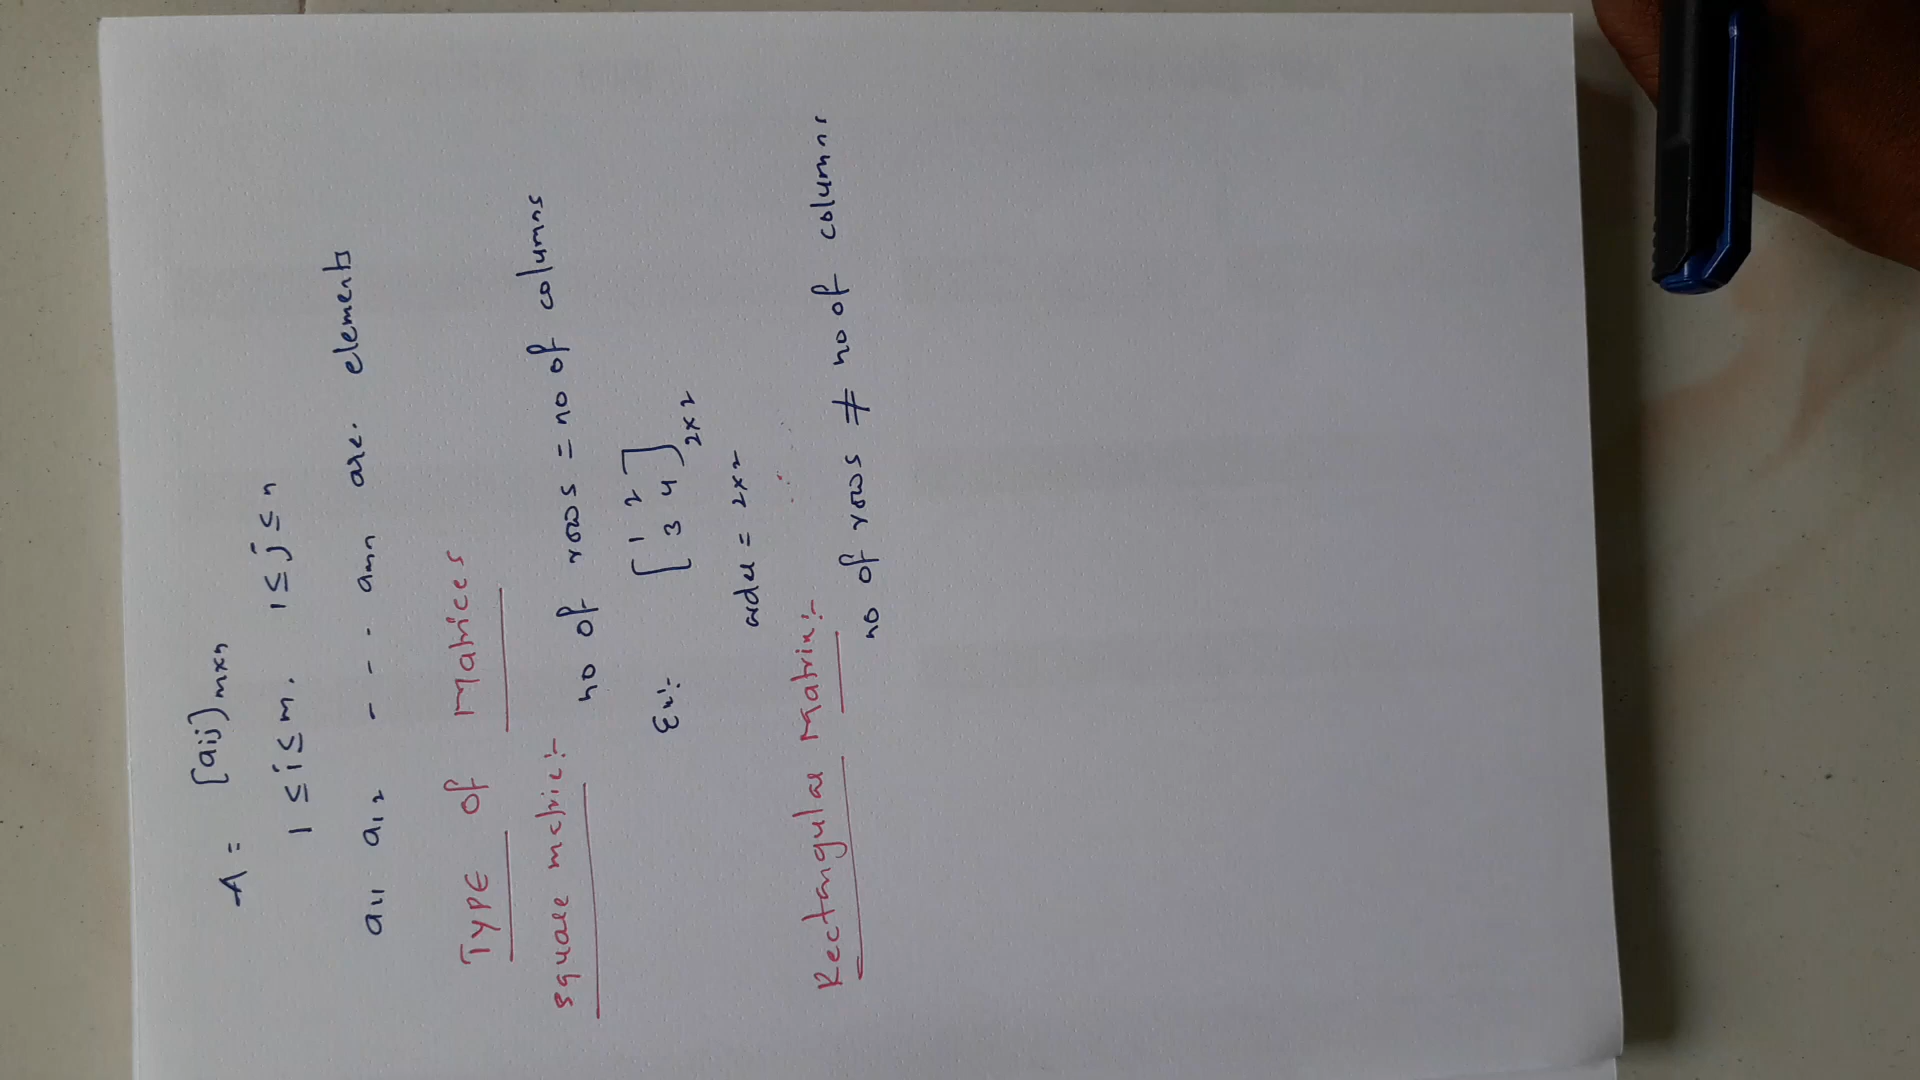 A = [aij)mxn
1 ≤ i ≤ m. 1 ≤ j ≤ n
a11 a12 - - - amn are. elements
TYPE of Matrices
square matrix:-
no of rows = no of columns
Ex:- [1 2
3 4]2x2
order = 2x2
Rectangular Matrix:-
no of rows ≠ no of columns